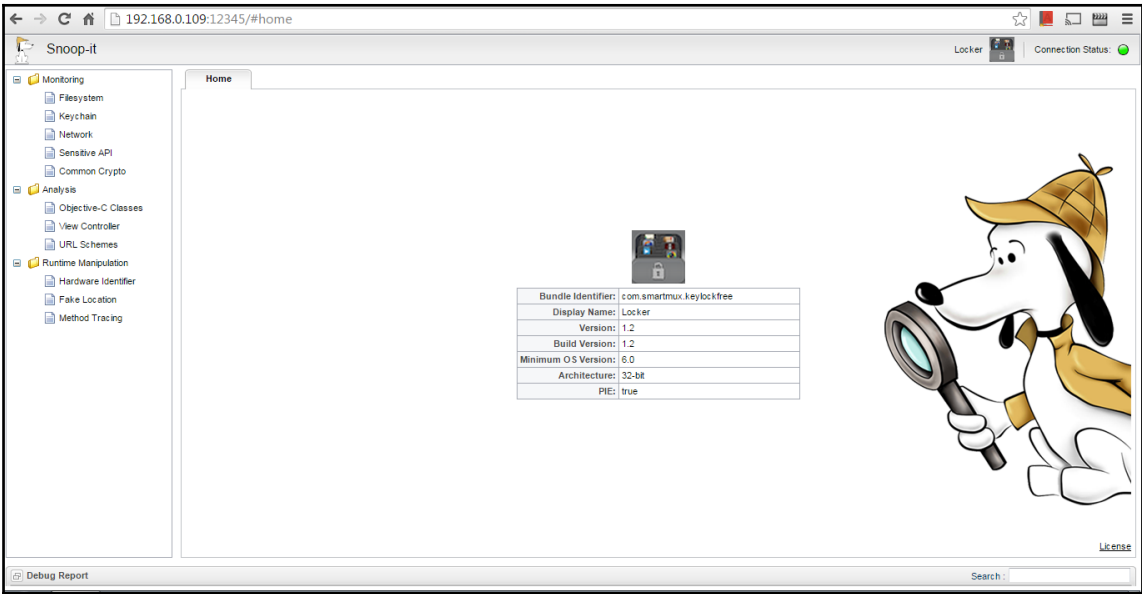 192.168.0.109:12345/#home
Snoop-it
Locker
Connection Status:
Monitoring
Filesystem
Keychain
Network
Sensitive API
Common Crypto
Analysis
Objective-C Classes
View Controller
URL Schemes
Runtime Manipulation
Hardware Identifier
Fake Location
Method Tracing
Home
Bundle Identifier: com.smartmux.keylockfree
Display Name: Locker
Version: 1.2
Build Version: 1.2
Minimum OS Version: 6.0
Architecture: 32-bit
PIE: true
License
Debug Report
Search :